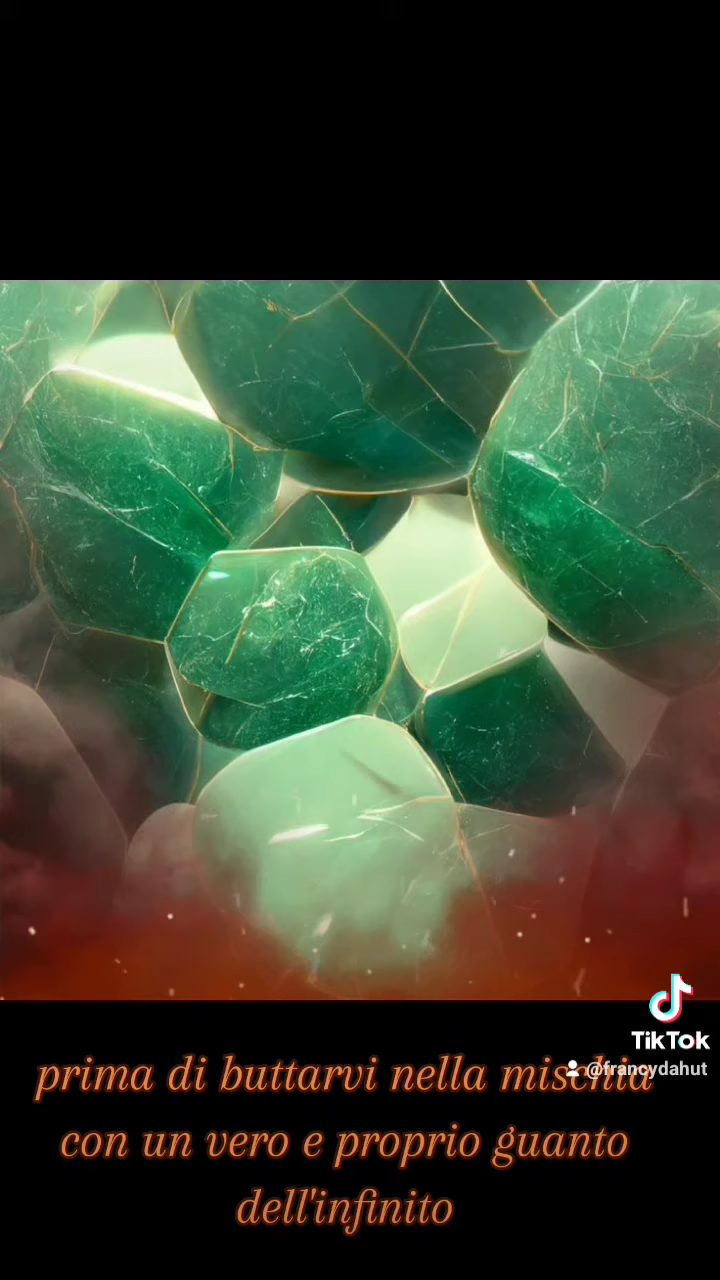 TikTok
@francydahut
prima di buttarvi nella mischia
con un vero e proprio guanto
dell'infinito